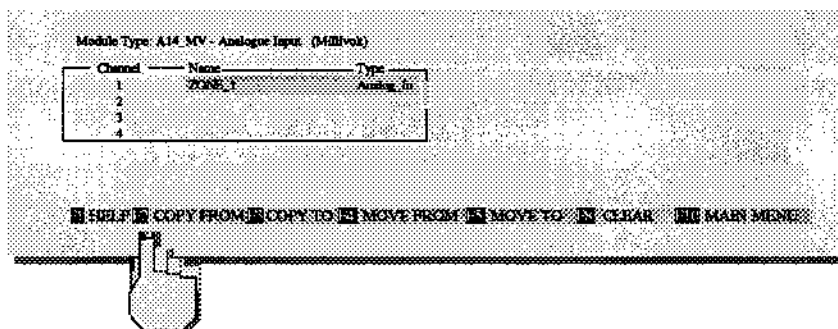 Module Type: AI4_MV - Analogue Input (Millivolt)
Channel Name Type
1 ZONE_1 Analog_In
2
3
4
HELP COPY FROM COPY TO MOVE FROM MOVE TO CLEAR MAIN MENU